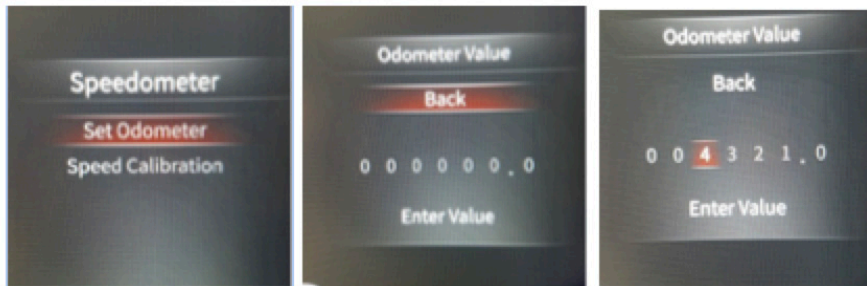 Speedometer
Set Odometer
Speed Calibration
Odometer Value
Back
0 0 0 0 0 0 . 0
Enter Value
Odometer Value
Back
0 0 4 3 2 1 . 0
Enter Value